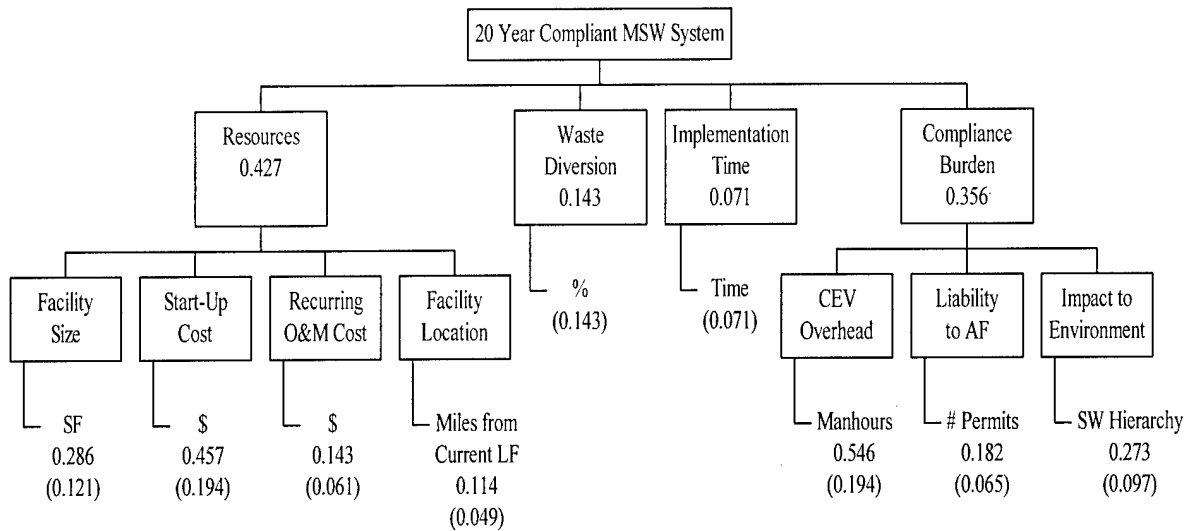 20 Year Compliant MSW System
Resources
0.427
Waste
Diversion
0.143
Implementation
Time
0.071
Compliance
Burden
0.356
Facility
Size
Start-Up
Cost
Recurring
O&M Cost
Facility
Location
%
(0.143)
Time
(0.071)
CEV
Overhead
Liability
to AF
Impact to
Environment
SF
0.286
(0.121)
$
0.457
(0.194)
$
0.143
(0.061)
Miles from
Current LF
0.114
(0.049)
Manhours
0.546
(0.194)
# Permits
0.182
(0.065)
SW Hierarchy
0.273
(0.097)